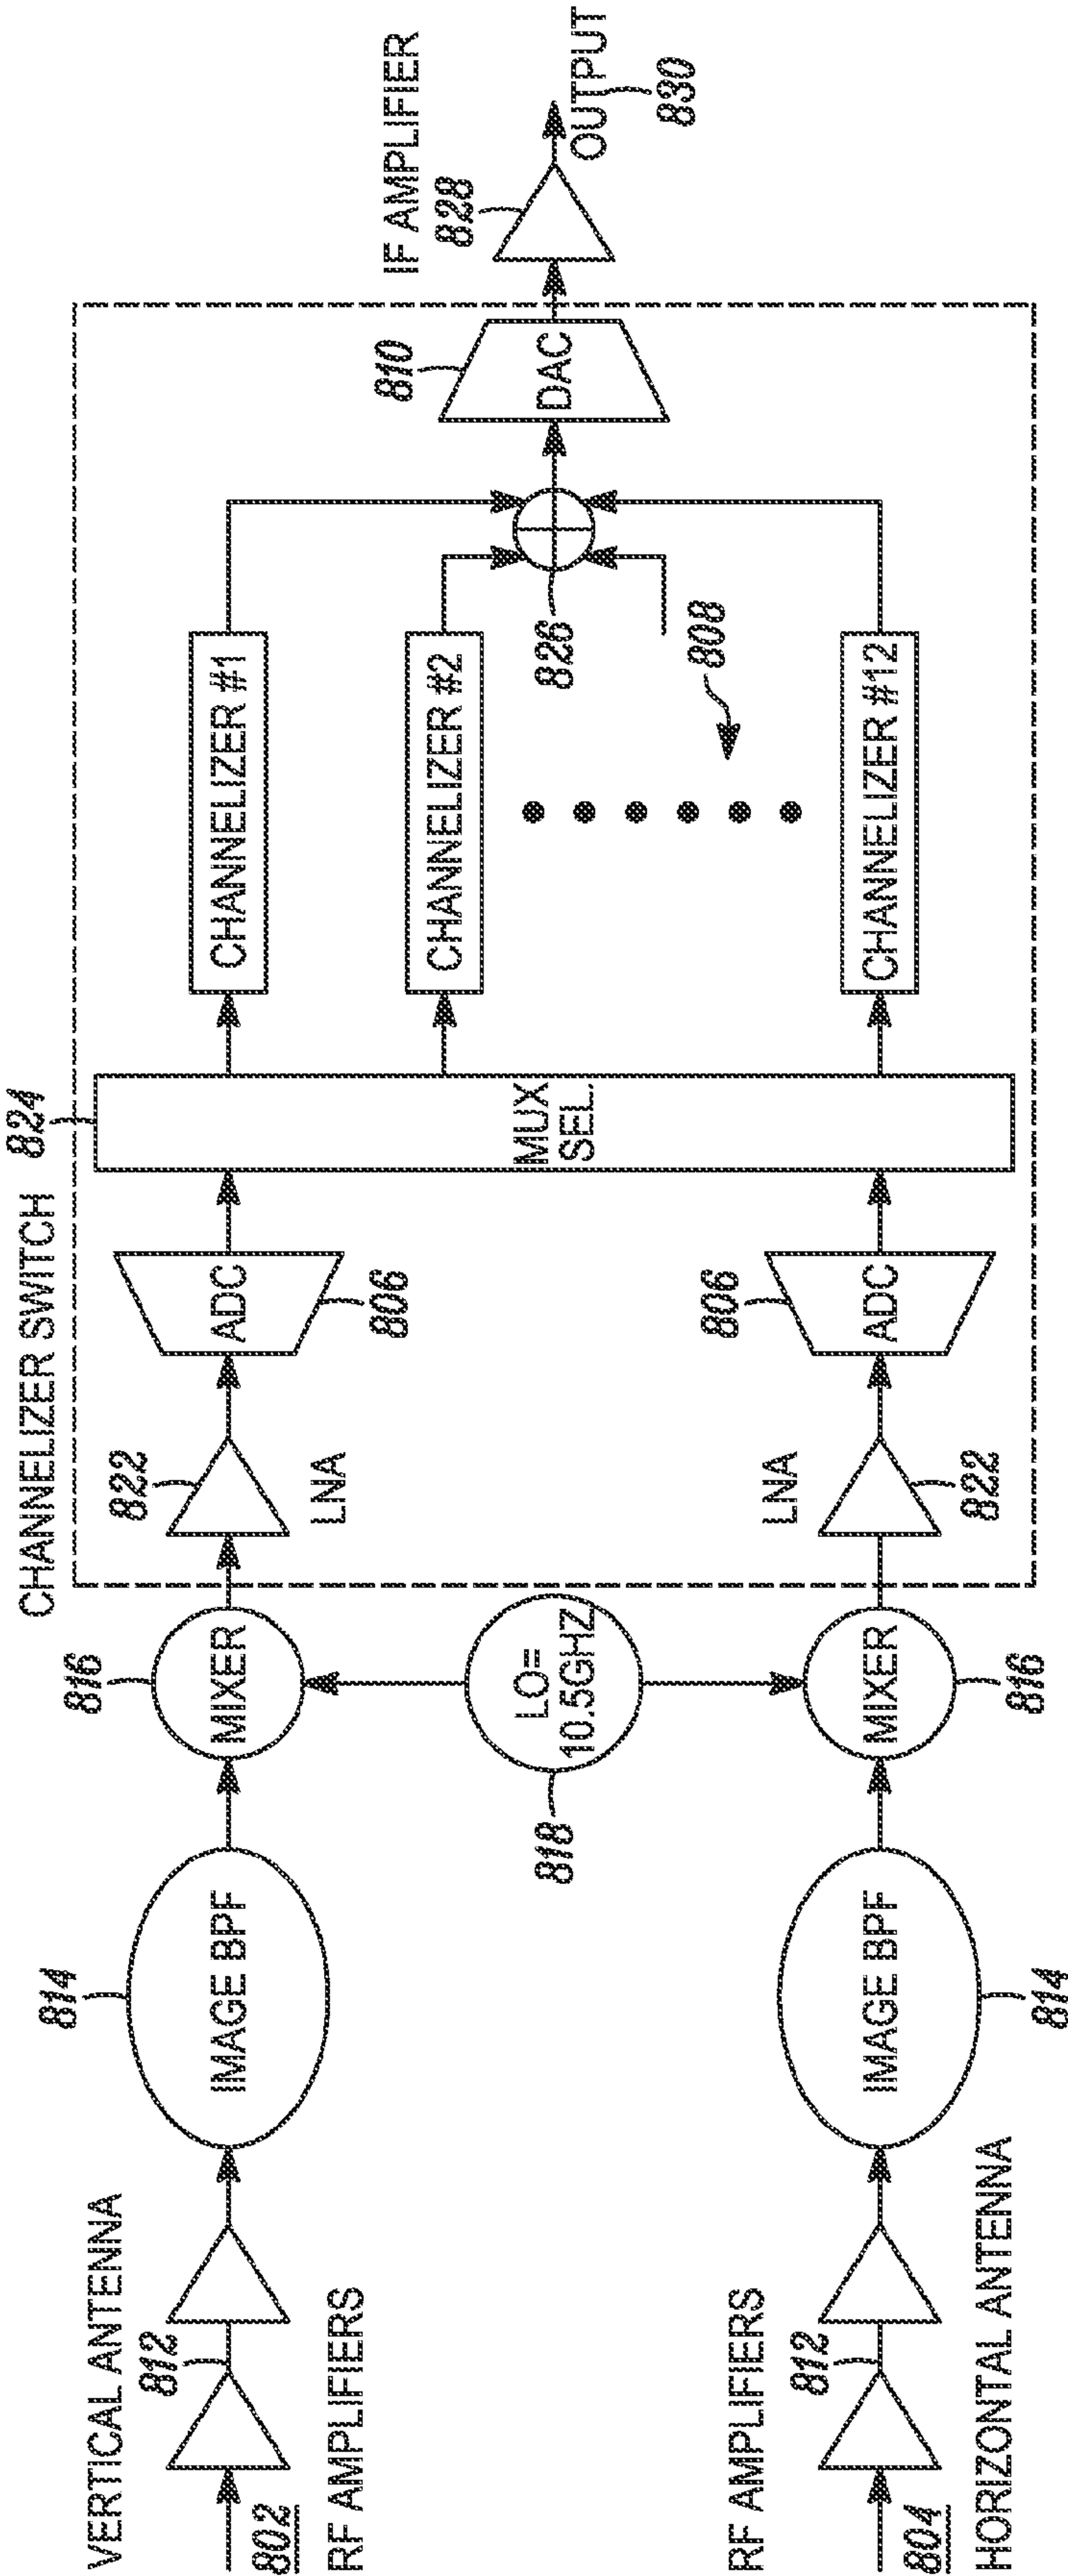 CHANNELIZER SWITCH
824
VERTICAL ANTENNA
812
802
RF AMPLIFIERS
814
IMAGE BPF
816
MIXER
822
LNA
ADC
806
MUX
SEL.
CHANNELIZER #1
CHANNELIZER #2
CHANNELIZER #12
808
826
810
DAC
IF AMPLIFIER
828
OUTPUT
830
LO=
10.5GHZ
818
RF AMPLIFIERS
812
804
HORIZONTAL ANTENNA
IMAGE BPF
814
MIXER
816
LNA
822
806
ADC